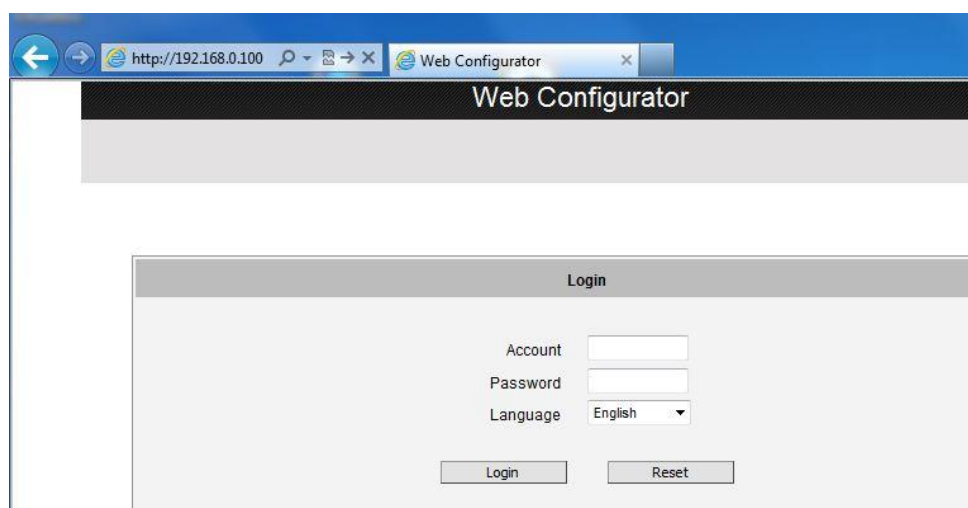 http://192.168.0.100
Web Configurator
Web Configurator
Login
Account
Password
Language English
Login Reset